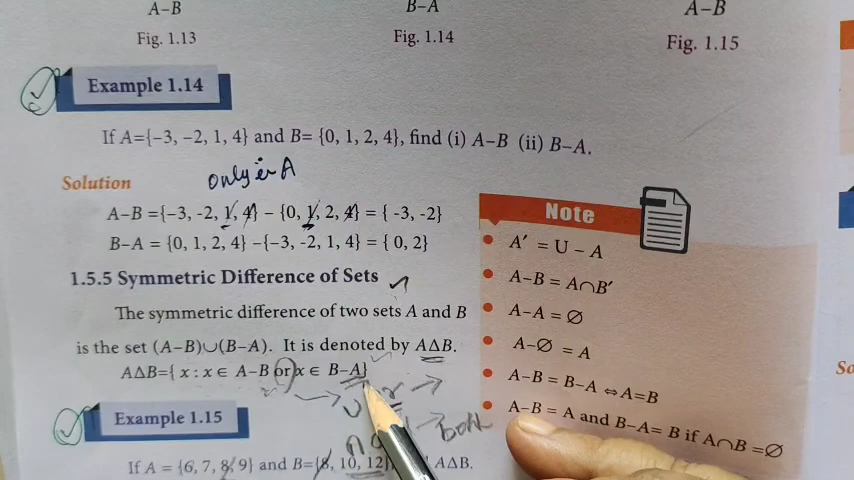 A–B
B–A
A–B
Fig. 1.13
Fig. 1.14
Fig. 1.15
Example 1.14
If A={–3, –2, 1, 4} and B= {0, 1, 2, 4}, find (i) A–B (ii) B–A.
Solution
only in A
A–B ={–3, -2, 1, 4} – {0, 1, 2, 4} = { -3, -2}
B–A = {0, 1, 2, 4} –{–3, -2, 1, 4} = { 0, 2}
1.5.5 Symmetric Difference of Sets
The symmetric difference of two sets A and B
is the set (A–B)∪(B–A). It is denoted by A∆B.
A∆B={ x : x ∈ A–B or x ∈ B–A}
∪
∩
both
Example 1.15
If A = {6, 7, 8, 9} and B={8, 10, 12} A∆B.
Note
A′ = U – A
A–B = A∩B′
A–A = ∅
A–∅ = A
A–B = B–A ⇔ A=B
A–B = A and B–A= B if A∩B =∅
So